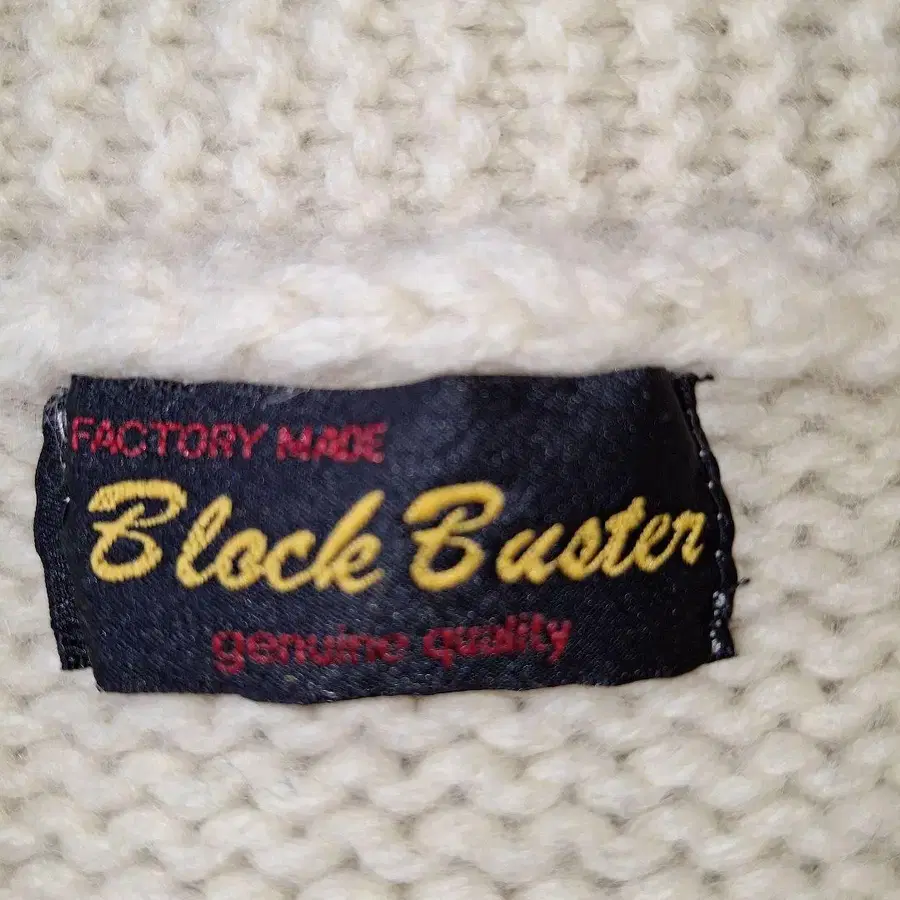 FACTORY MADE
Block Buster
genuine quality